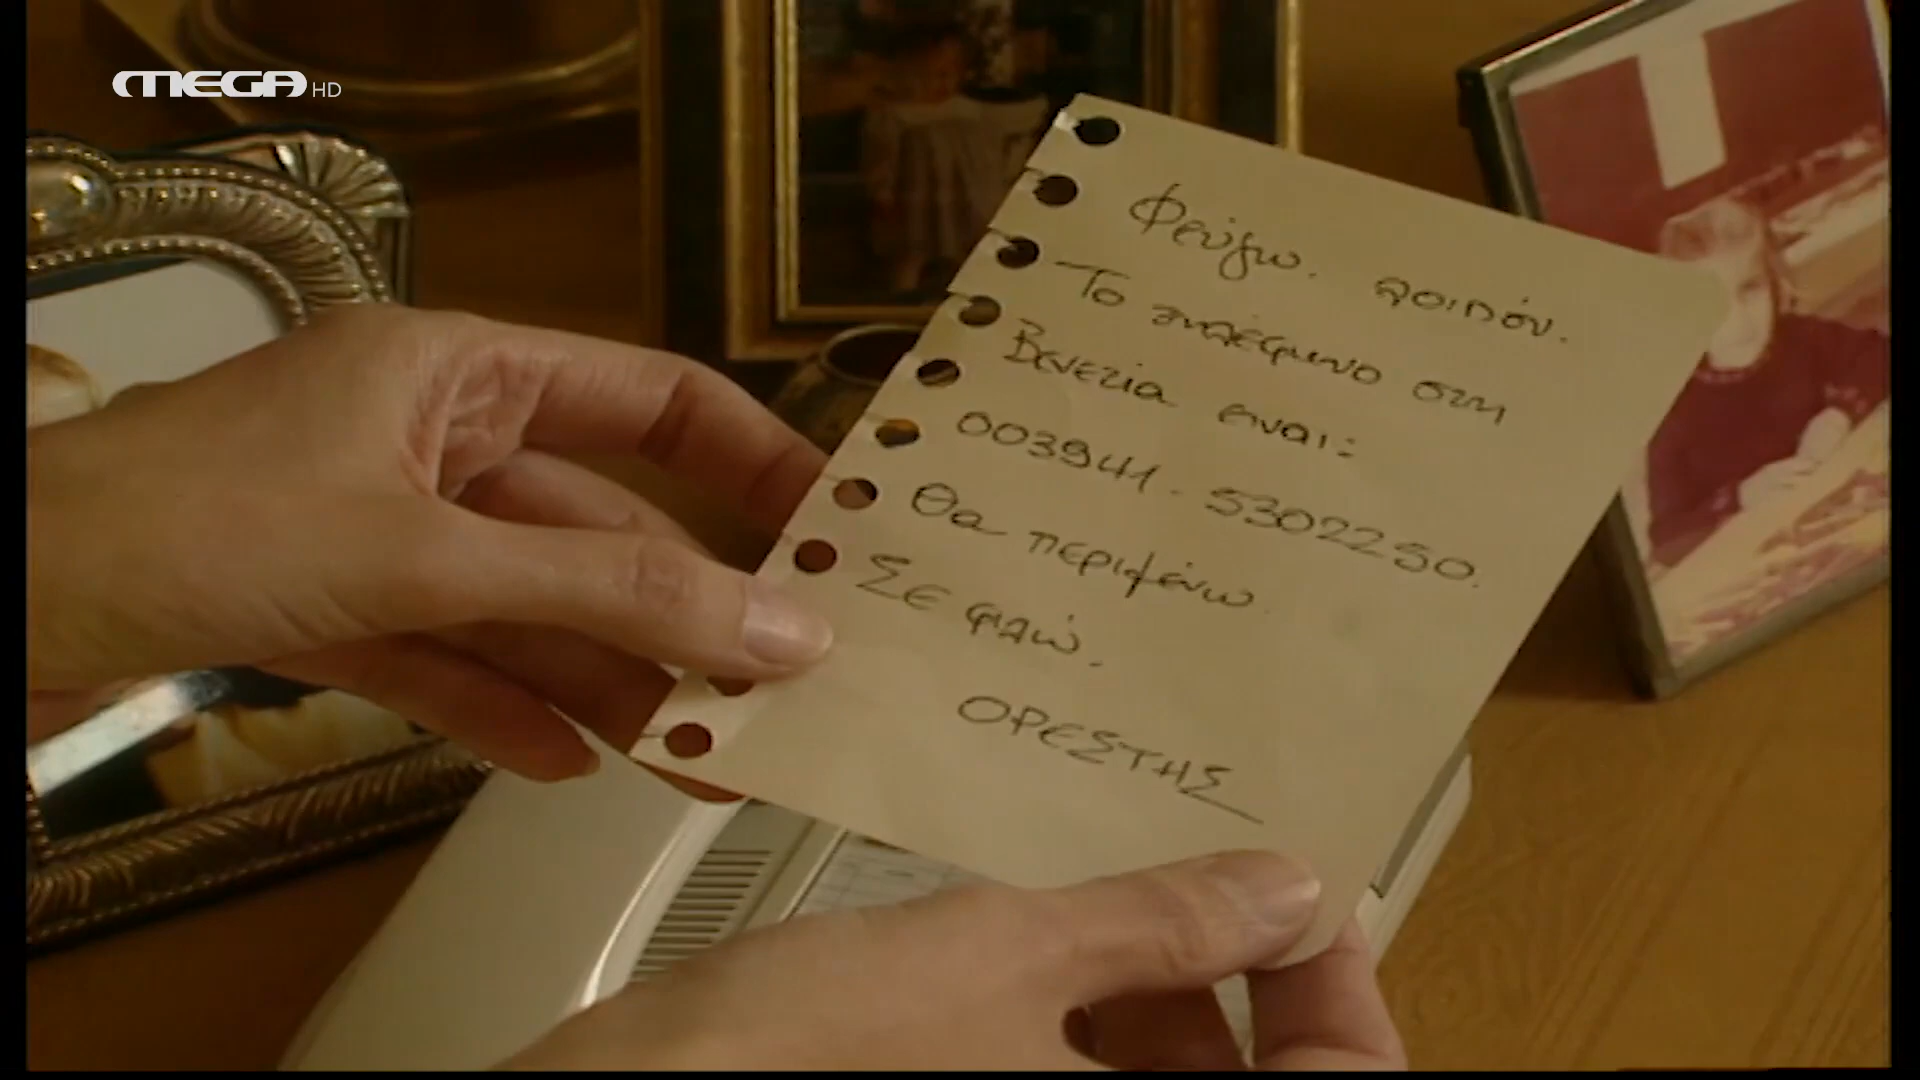 MEGA HD
Φεύγω. λοιπόν.
Το τηλέφωνο στη
Βενετία είναι:
003941 - 5302250.
Θα περιμένω.
Σε φιλώ.
ΟΡΕΣΤΗΣ